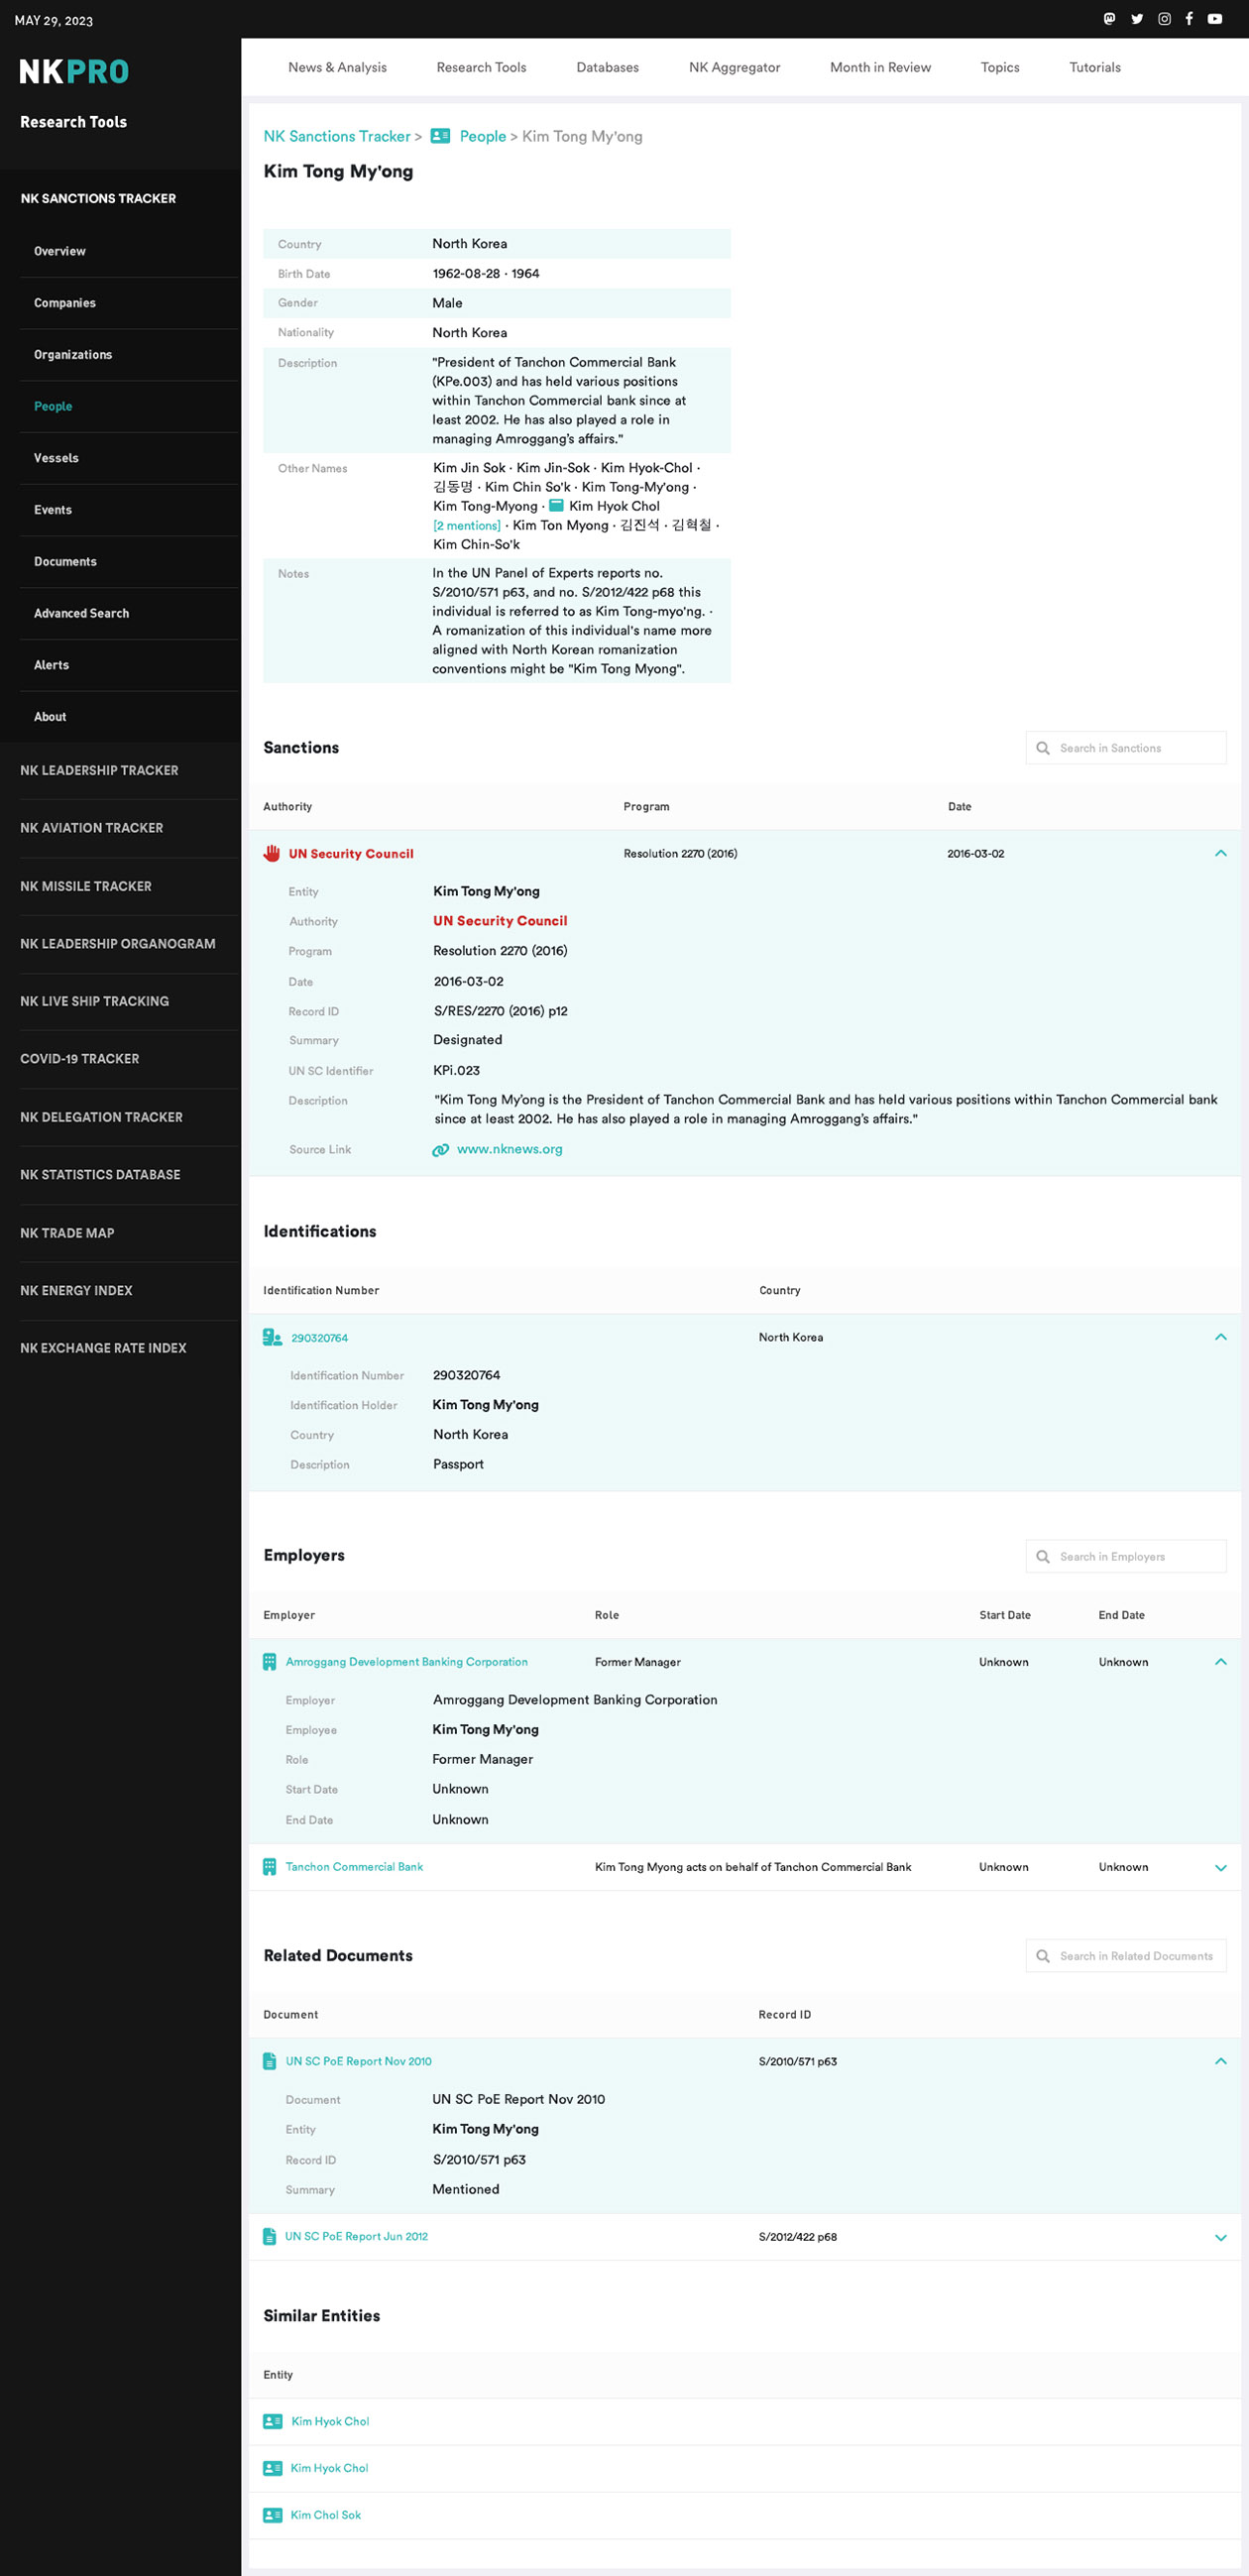 MAY 29, 2023
NKPRO
Research Tools
NK SANCTIONS TRACKER
Overview
Companies
Organizations
People
Vessels
Events
Documents
Advanced Search
Alerts
About
NK LEADERSHIP TRACKER
NK AVIATION TRACKER
NK MISSILE TRACKER
NK LEADERSHIP ORGANOGRAM
NK LIVE SHIP TRACKING
COVID-19 TRACKER
NK DELEGATION TRACKER
NK STATISTICS DATABASE
NK TRADE MAP
NK ENERGY INDEX
NK EXCHANGE RATE INDEX
News & Analysis Research Tools Databases NK Aggregator Month in Review Topics Tutorials
NK Sanctions Tracker > People > Kim Tong My'ong
Kim Tong My'ong
Country North Korea
Birth Date 1962-08-28 · 1964
Gender Male
Nationality North Korea
Description "President of Tanchon Commercial Bank
(KPe.003) and has held various positions
within Tanchon Commercial bank since at
least 2002. He has also played a role in
managing Amroggang’s affairs."
Other Names Kim Jin Sok · Kim Jin-Sok · Kim Hyok-Chol ·
김동명 · Kim Chin So'k · Kim Tong-My'ong ·
Kim Tong-Myong · Kim Hyok Chol
[2 mentions] · Kim Ton Myong · 김진석 · 김혁철 ·
Kim Chin-So'k
Notes In the UN Panel of Experts reports no.
S/2010/571 p63, and no. S/2012/422 p68 this
individual is referred to as Kim Tong-myo'ng. ·
A romanization of this individual's name more
aligned with North Korean romanization
conventions might be "Kim Tong Myong".
Sanctions Search in Sanctions
Authority Program Date
UN Security Council Resolution 2270 (2016) 2016-03-02
Entity Kim Tong My'ong
Authority UN Security Council
Program Resolution 2270 (2016)
Date 2016-03-02
Record ID S/RES/2270 (2016) p12
Summary Designated
UN SC Identifier KPi.023
Description "Kim Tong My’ong is the President of Tanchon Commercial Bank and has held various positions within Tanchon Commercial bank
since at least 2002. He has also played a role in managing Amroggang’s affairs."
Source Link www.nknews.org
Identifications
Identification Number Country
290320764 North Korea
Identification Number 290320764
Identification Holder Kim Tong My'ong
Country North Korea
Description Passport
Employers Search in Employers
Employer Role Start Date End Date
Amroggang Development Banking Corporation Former Manager Unknown Unknown
Employer Amroggang Development Banking Corporation
Employee Kim Tong My'ong
Role Former Manager
Start Date Unknown
End Date Unknown
Tanchon Commercial Bank Kim Tong Myong acts on behalf of Tanchon Commercial Bank Unknown Unknown
Related Documents Search in Related Documents
Document Record ID
UN SC PoE Report Nov 2010 S/2010/571 p63
Document UN SC PoE Report Nov 2010
Entity Kim Tong My'ong
Record ID S/2010/571 p63
Summary Mentioned
UN SC PoE Report Jun 2012 S/2012/422 p68
Similar Entities
Entity
Kim Hyok Chol
Kim Hyok Chol
Kim Chol Sok